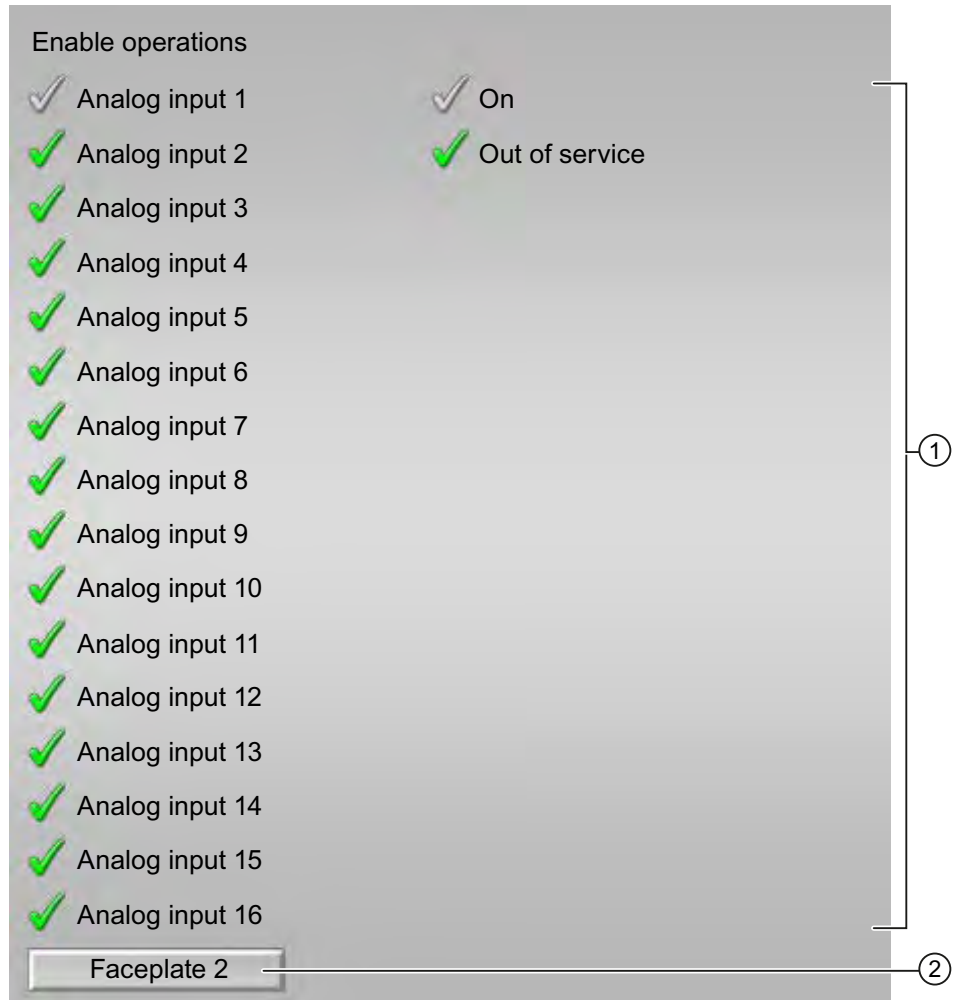 Enable operations
Analog input 1 On
Analog input 2 Out of service
Analog input 3
Analog input 4
Analog input 5
Analog input 6
Analog input 7
Analog input 8
Analog input 9
Analog input 10
Analog input 11
Analog input 12
Analog input 13
Analog input 14
Analog input 15
Analog input 16
1
Faceplate 2
2